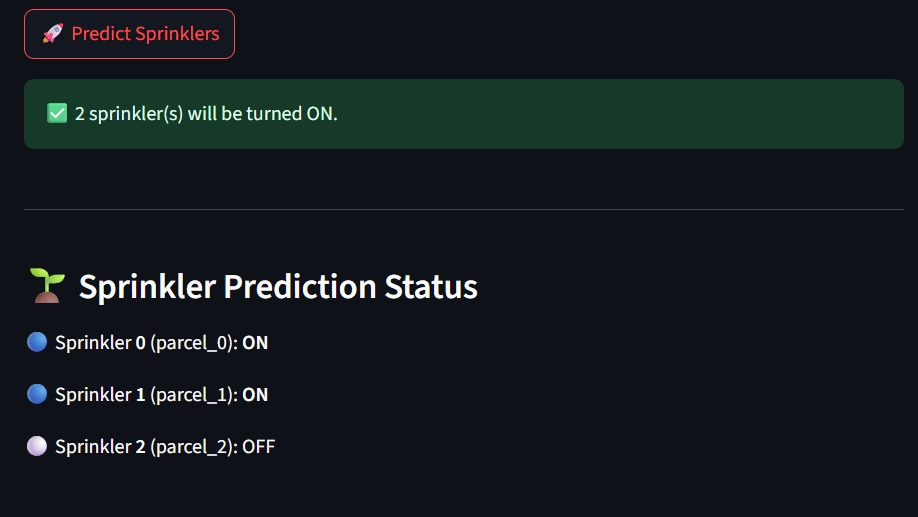 🚀 Predict Sprinklers
✅ 2 sprinkler(s) will be turned ON.
🌱 Sprinkler Prediction Status
🔵 Sprinkler 0 (parcel_0): ON
🔵 Sprinkler 1 (parcel_1): ON
⚪ Sprinkler 2 (parcel_2): OFF